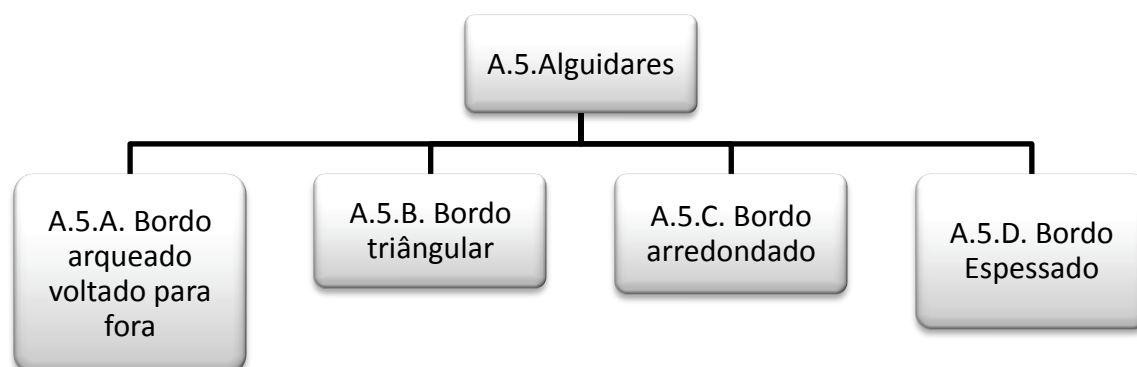 A.5.Alguidares
A.5.A. Bordo
arqueado
voltado para
fora
A.5.B. Bordo
triângular
A.5.C. Bordo
arredondado
A.5.D. Bordo
Espessado